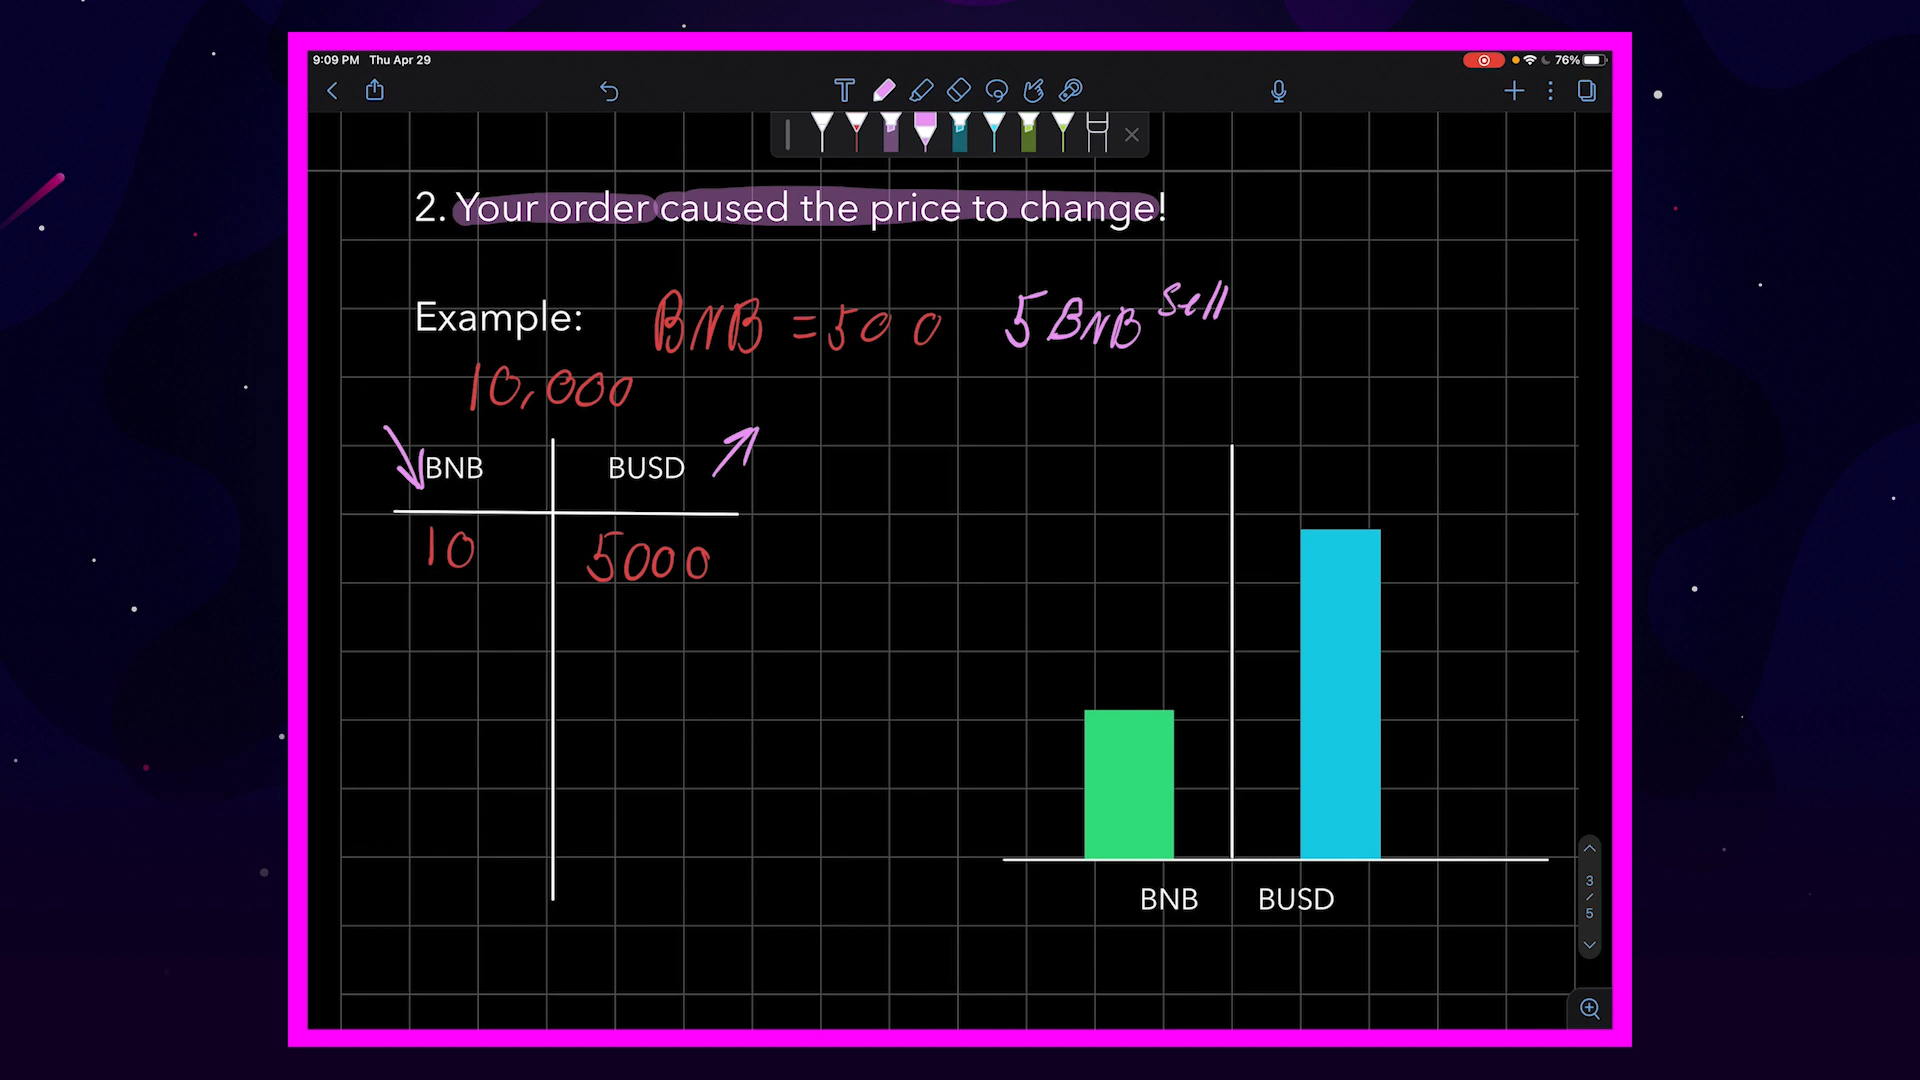 9:09 PM Thu Apr 29
76%
2. Your order caused the price to change!
Example: BNB = 500 5 BNB Sell
10,000
BNB BUSD
10 5000
BNB BUSD
3
/
5